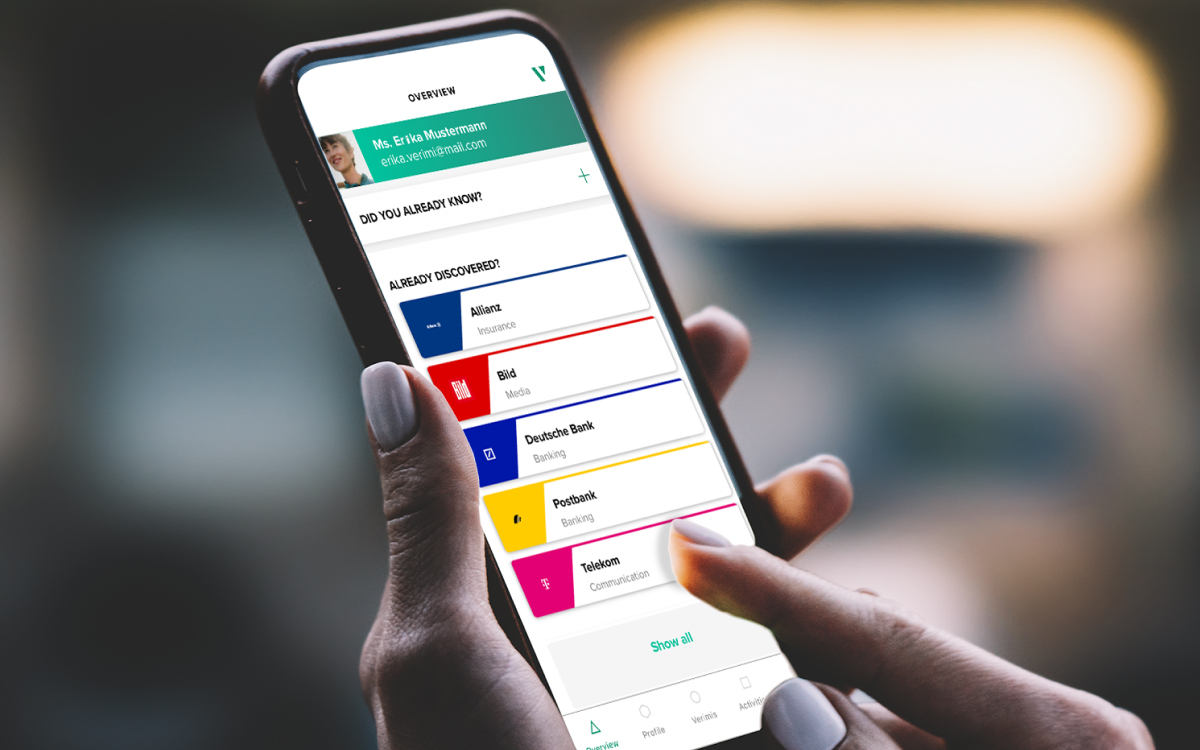 OVERVIEW
Ms. Erika Mustermann
erika.verimi@mail.com
DID YOU ALREADY KNOW?
ALREADY DISCOVERED?
Allianz
Insurance
Bild
Bild
Media
Deutsche Bank
Banking
Postbank
Banking
Telekom
Communication
Show all
Overview
Profile
Verimis